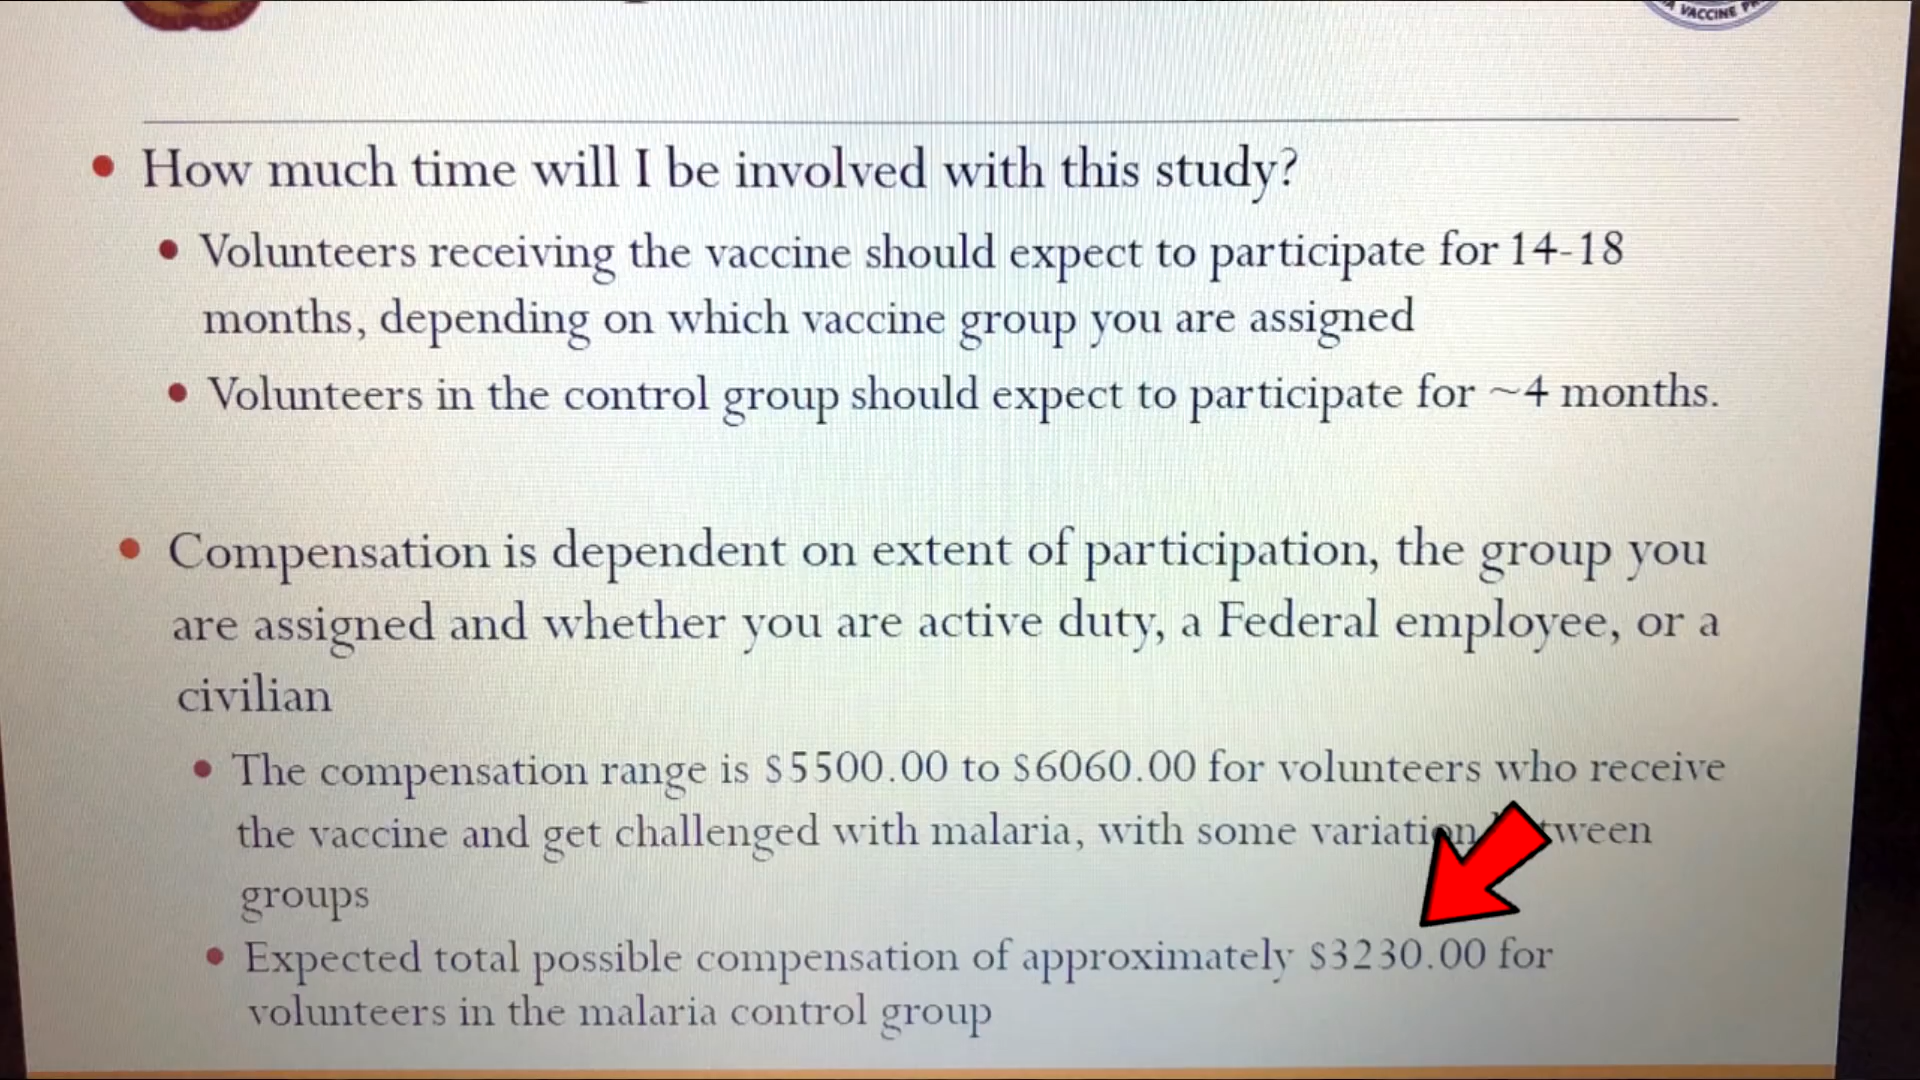 VACCINE
How much time will I be involved with this study?
Volunteers receiving the vaccine should expect to participate for 14-18
months, depending on which vaccine group you are assigned
Volunteers in the control group should expect to participate for ~4 months.
Compensation is dependent on extent of participation, the group you
are assigned and whether you are active duty, a Federal employee, or a
civilian
The compensation range is $5500.00 to $6060.00 for volunteers who receive
the vaccine and get challenged with malaria, with some variation between
groups
Expected total possible compensation of approximately $3230.00 for
volunteers in the malaria control group